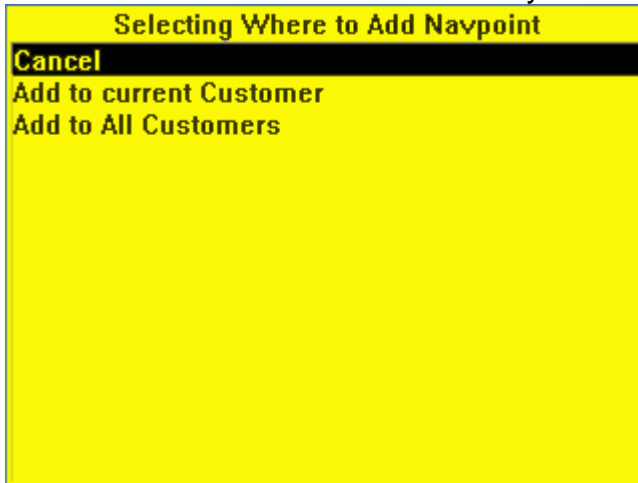 Selecting Where to Add Navpoint
Cancel
Add to current Customer
Add to All Customers